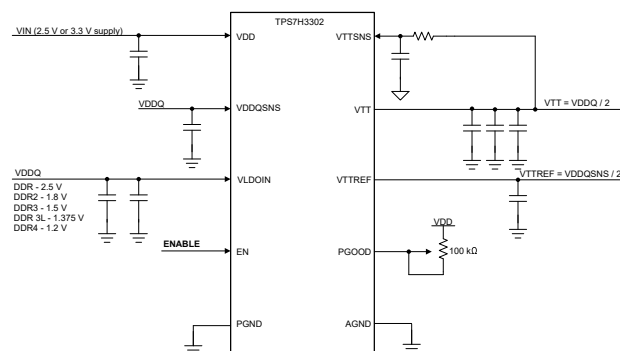 TPS7H3302
VIN (2.5 V or 3.3 V supply)
VDD
VTTSNS
VDDQ
VDDQSNS
VTT
VTT = VDDQ / 2
VDDQ
VLDOIN
VTTREF
VTTREF = VDDQSNS / 2
DDR - 2.5 V
DDR2 - 1.8 V
DDR3 - 1.5 V
DDR 3L - 1.375 V
DDR4 - 1.2 V
VDD
ENABLE
EN
PGOOD
100 kΩ
PGND
AGND